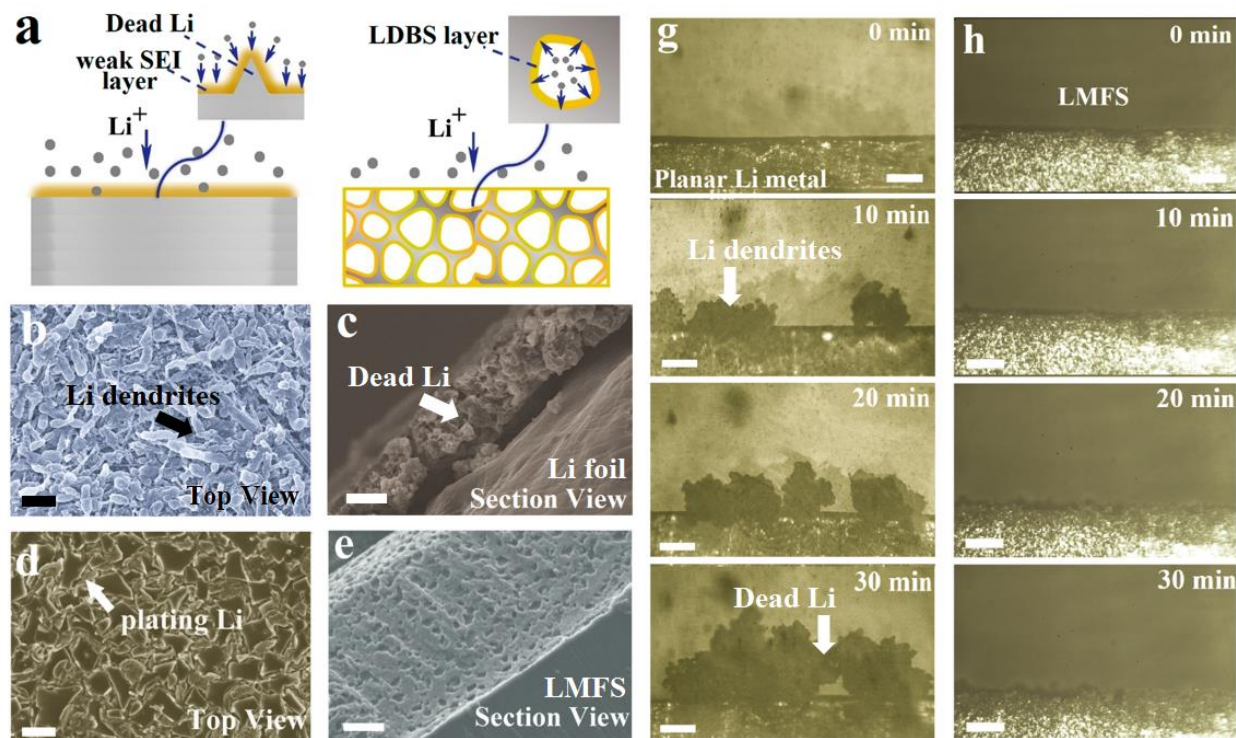 a
Dead Li
weak SEI
layer
Li+
LDBS layer
Li+
b
Li dendrites
Top View
c
Dead Li
Li foil
Section View
d
plating Li
Top View
e
LMFS
Section View
g
0 min
Planar Li metal
10 min
Li dendrites
20 min
30 min
Dead Li
h
0 min
LMFS
10 min
20 min
30 min